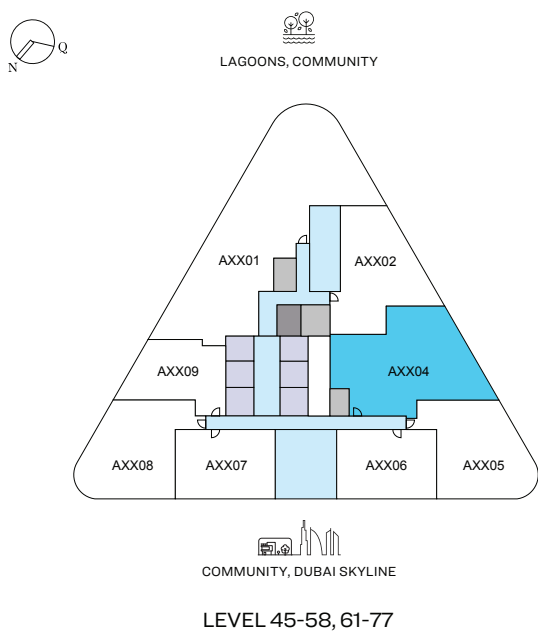 Q
N
LAGOONS, COMMUNITY
AXX01
AXX02
AXX09
AXX04
AXX08
AXX07
AXX06
AXX05
COMMUNITY, DUBAI SKYLINE
LEVEL 45-58, 61-77